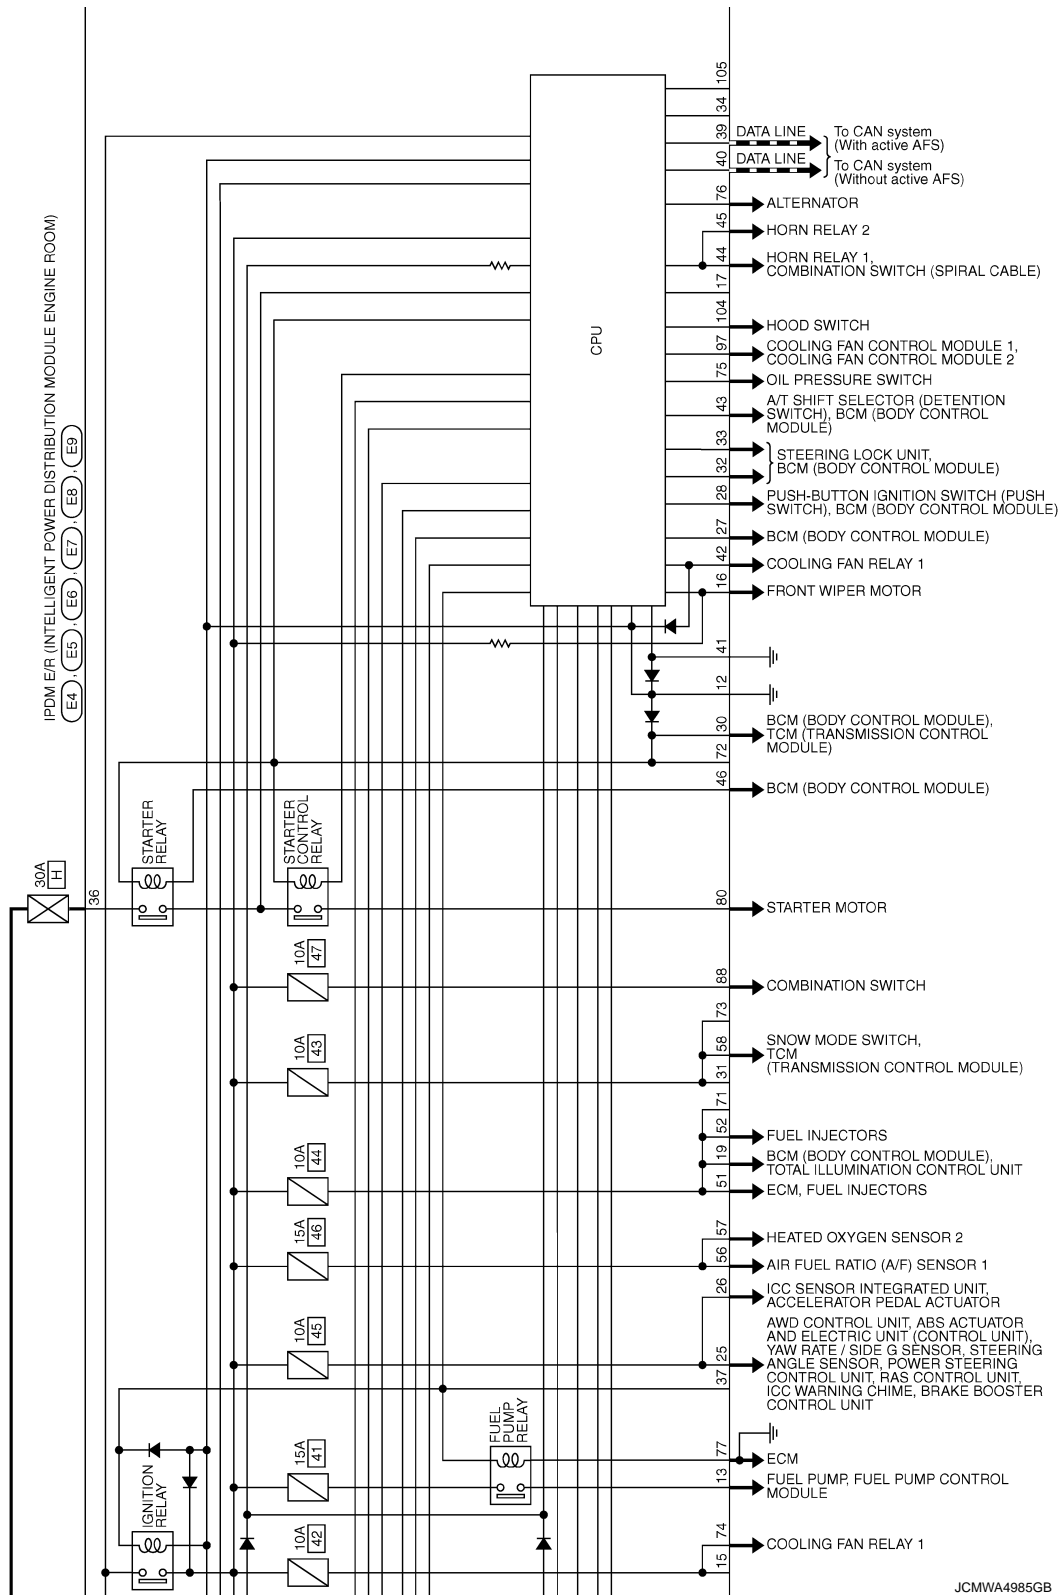 IPDM E/R (INTELLIGENT POWER DISTRIBUTION MODULE ENGINE ROOM)
E4 , E5 , E6 , E7 , E8 , E9
CPU
105
34
39
DATA LINE
To CAN system
(With active AFS)
40
DATA LINE
To CAN system
(Without active AFS)
76
ALTERNATOR
45
HORN RELAY 2
44
HORN RELAY 1,
COMBINATION SWITCH (SPIRAL CABLE)
17
104
HOOD SWITCH
97
COOLING FAN CONTROL MODULE 1,
COOLING FAN CONTROL MODULE 2
75
OIL PRESSURE SWITCH
43
A/T SHIFT SELECTOR (DETENTION
SWITCH), BCM (BODY CONTROL
MODULE)
33
32
STEERING LOCK UNIT,
BCM (BODY CONTROL MODULE)
28
PUSH-BUTTON IGNITION SWITCH (PUSH
SWITCH), BCM (BODY CONTROL MODULE)
27
BCM (BODY CONTROL MODULE)
42
COOLING FAN RELAY 1
16
FRONT WIPER MOTOR
41
12
30
BCM (BODY CONTROL MODULE),
TCM (TRANSMISSION CONTROL
MODULE)
72
46
BCM (BODY CONTROL MODULE)
30A
H
36
STARTER
RELAY
STARTER
CONTROL
RELAY
80
STARTER MOTOR
10A
47
88
COMBINATION SWITCH
73
10A
43
58
SNOW MODE SWITCH,
TCM
(TRANSMISSION CONTROL MODULE)
31
71
52
FUEL INJECTORS
19
BCM (BODY CONTROL MODULE),
TOTAL ILLUMINATION CONTROL UNIT
10A
44
51
ECM, FUEL INJECTORS
57
HEATED OXYGEN SENSOR 2
15A
46
56
AIR FUEL RATIO (A/F) SENSOR 1
26
ICC SENSOR INTEGRATED UNIT,
ACCELERATOR PEDAL ACTUATOR
10A
45
25
AWD CONTROL UNIT, ABS ACTUATOR
AND ELECTRIC UNIT (CONTROL UNIT),
YAW RATE / SIDE G SENSOR, STEERING
ANGLE SENSOR, POWER STEERING
CONTROL UNIT, RAS CONTROL UNIT,
ICC WARNING CHIME, BRAKE BOOSTER
CONTROL UNIT
37
FUEL
PUMP
RELAY
77
ECM
15A
41
13
FUEL PUMP, FUEL PUMP CONTROL
MODULE
IGNITION
RELAY
10A
42
74
COOLING FAN RELAY 1
15
JCMWA4985GB